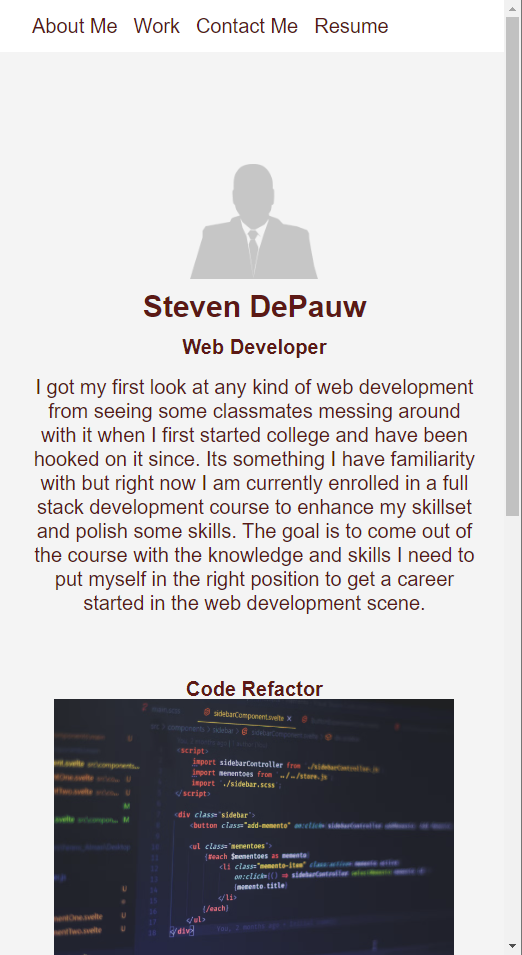 About Me Work Contact Me Resume
Steven DePauw
Web Developer
I got my first look at any kind of web development
from seeing some classmates messing around
with it when I first started college and have been
hooked on it since. Its something I have familiarity
with but right now I am currently enrolled in a full
stack development course to enhance my skillset
and polish some skills. The goal is to come out of
the course with the knowledge and skills I need to
put myself in the right position to get a career
started in the web development scene.
Code Refactor
sidebarComponent.svelte ×
components > sidebar > sidebarComponent.svelte
<script>
import sidebarController from './sidebarController.js'
import mementoes from '../../store.js'
import './sidebar.scss'
</script>
<div class='sidebar'>
<button class="add-memento" on:click=
<ul class='mementoes'>
{#each $mementoes as memento}
<li class="memento-item"
on:click={() => sidebarController
{memento.title}
</li>
{/each}
</ul>
</div>